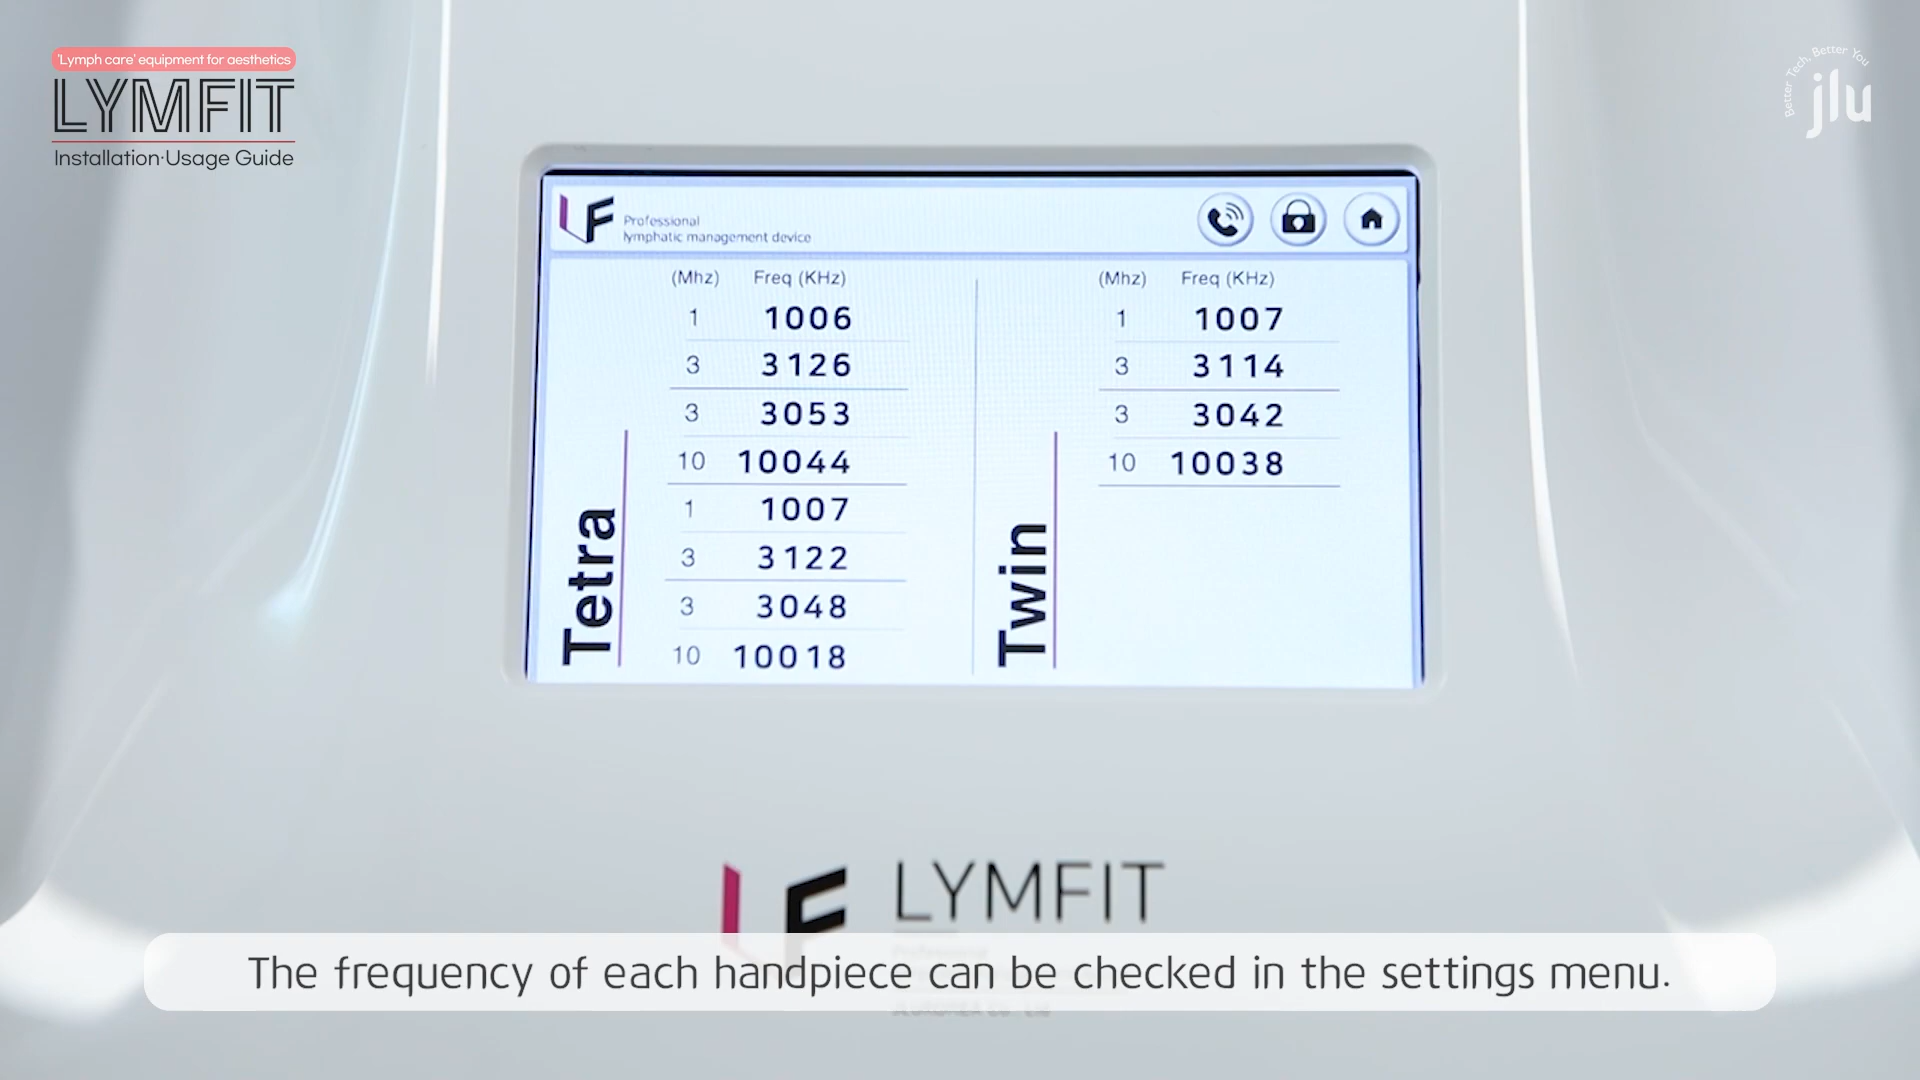 'Lymph care' equipment for aesthetics
LYMFIT
Installation·Usage Guide
Better Tech, Better You
jlu
LF
Professional
lymphatic management device
(Mhz) Freq (KHz)
1 1006
3 3126
3 3053
10 10044
1 1007
3 3122
3 3048
10 10018
Tetra
(Mhz) Freq (KHz)
1 1007
3 3114
3 3042
10 10038
Twin
LF LYMFIT
The frequency of each handpiece can be checked in the settings menu.